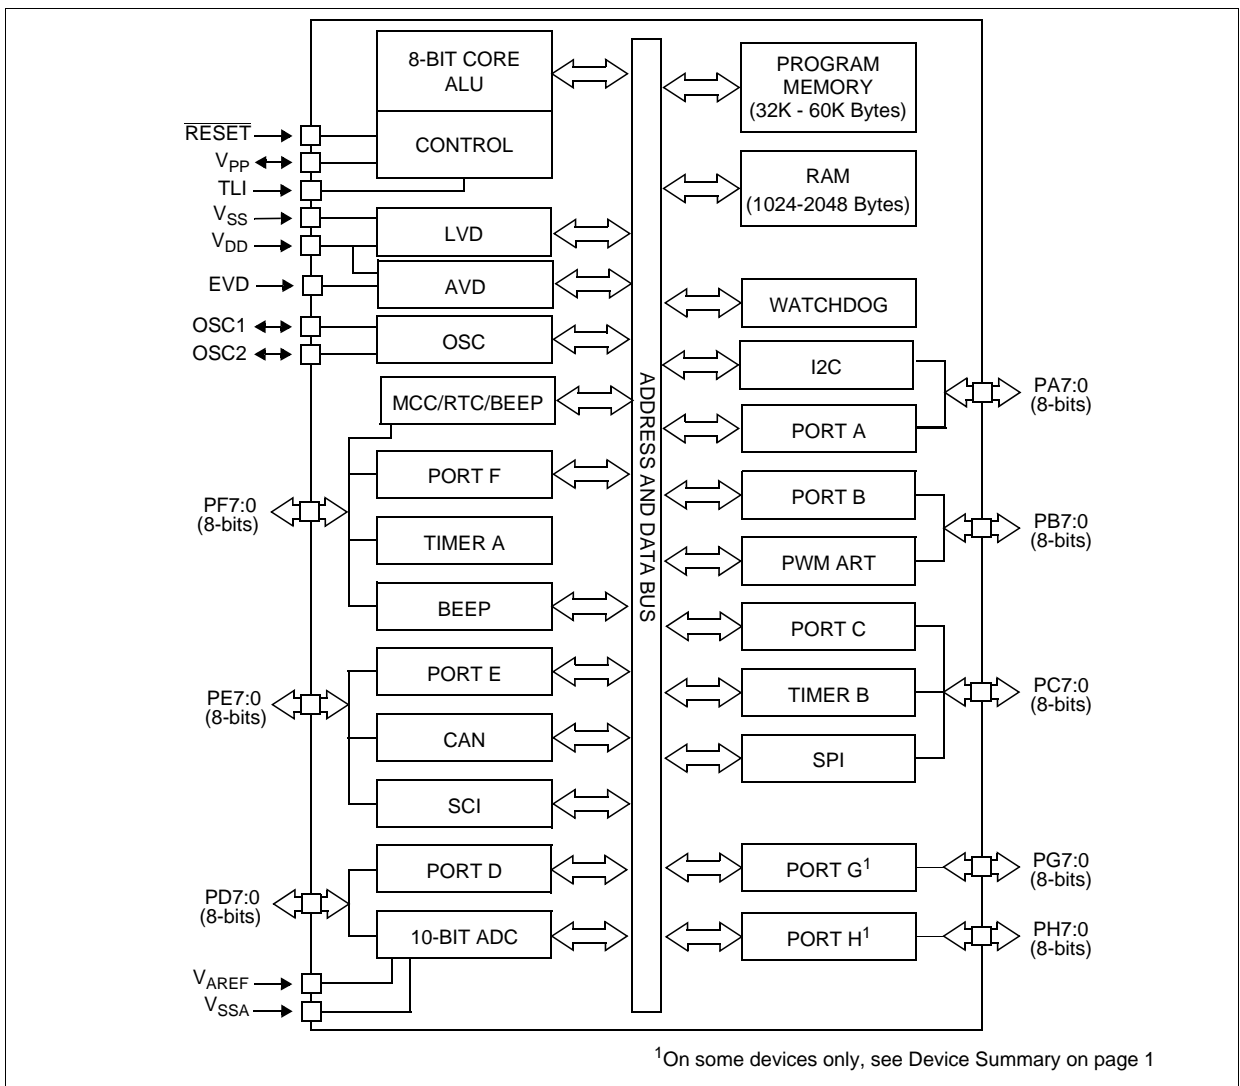 8-BIT CORE
ALU
CONTROL
RESET
VPP
TLI
VSS
VDD
EVD
OSC1
OSC2
LVD
AVD
OSC
MCC/RTC/BEEP
PORT F
TIMER A
BEEP
PF7:0
(8-bits)
PORT E
CAN
SCI
PE7:0
(8-bits)
PORT D
10-BIT ADC
PD7:0
(8-bits)
VAREF
VSSA
ADDRESS AND DATA BUS
PROGRAM
MEMORY
(32K - 60K Bytes)
RAM
(1024-2048 Bytes)
WATCHDOG
I2C
PORT A
PA7:0
(8-bits)
PORT B
PWM ART
PB7:0
(8-bits)
PORT C
TIMER B
SPI
PC7:0
(8-bits)
PORT G1
PG7:0
(8-bits)
PORT H1
PH7:0
(8-bits)
1On some devices only, see Device Summary on page 1